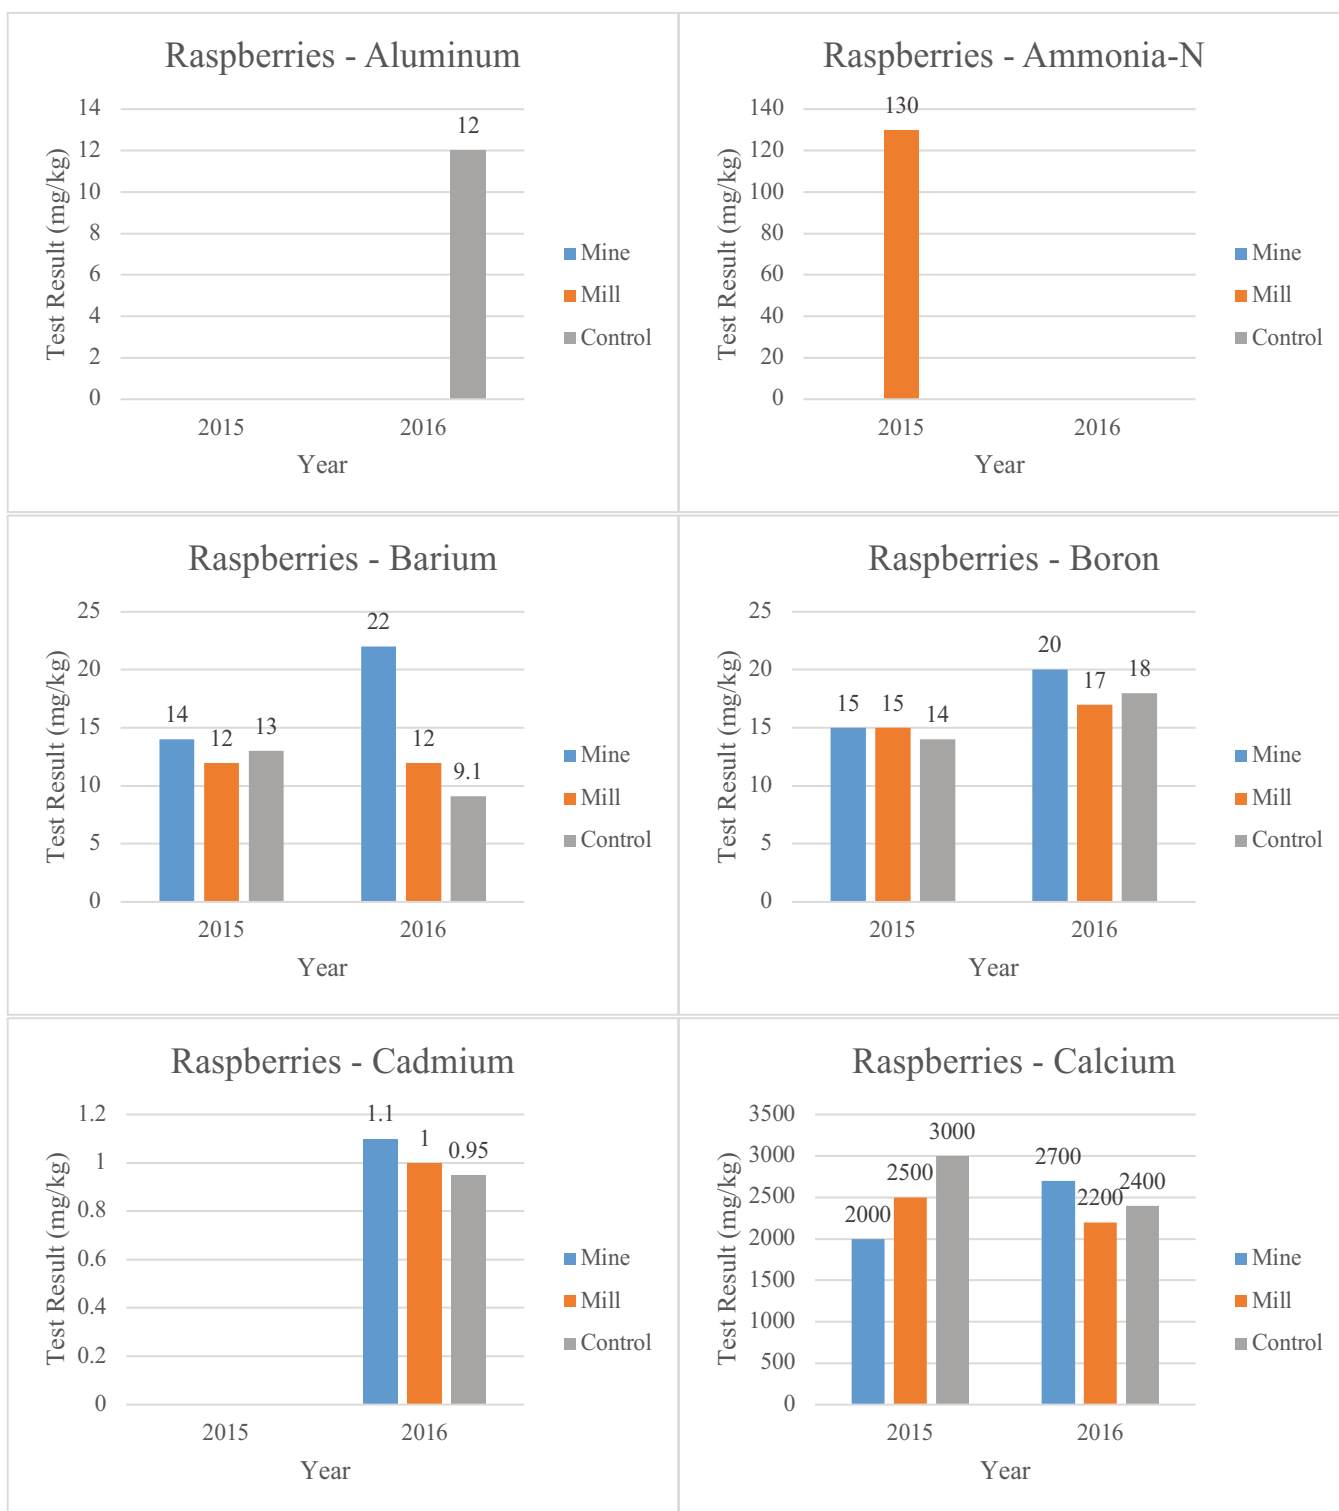 Raspberries - Aluminum
14
12
10
8
6
4
2
0
Test Result (mg/kg)
12
2015
2016
Year
Mine
Mill
Control
Raspberries - Ammonia-N
140
120
100
80
60
40
20
0
Test Result (mg/kg)
130
2015
2016
Year
Mine
Mill
Control
Raspberries - Barium
25
20
15
10
5
0
Test Result (mg/kg)
14
12
13
22
12
9.1
2015
2016
Year
Mine
Mill
Control
Raspberries - Boron
25
20
15
10
5
0
Test Result (mg/kg)
15
15
14
20
17
18
2015
2016
Year
Mine
Mill
Control
Raspberries - Cadmium
1.2
1
0.8
0.6
0.4
0.2
0
Test Result (mg/kg)
1.1
1
0.95
2015
2016
Year
Mine
Mill
Control
Raspberries - Calcium
3500
3000
2500
2000
1500
1000
500
0
Test Result (mg/kg)
2000
2500
3000
2700
2200
2400
2015
2016
Year
Mine
Mill
Control